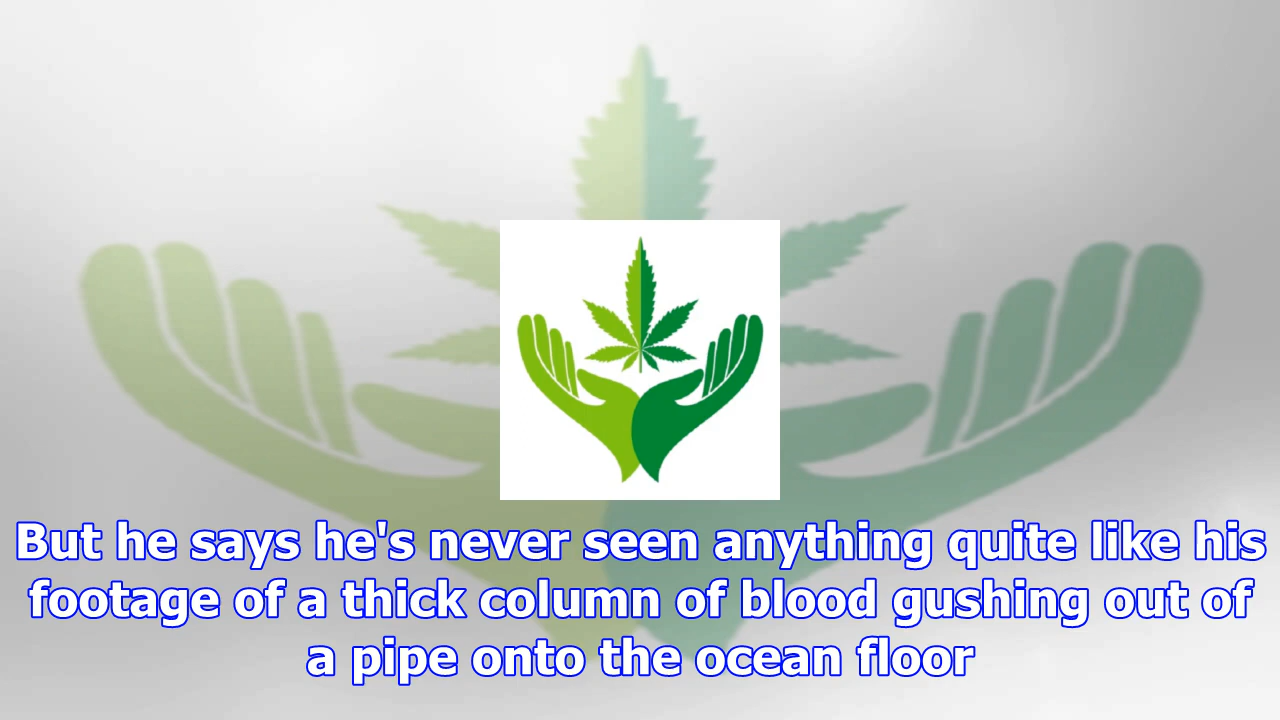 But he says he's never seen anything quite like his
footage of a thick column of blood gushing out of
a pipe onto the ocean floor